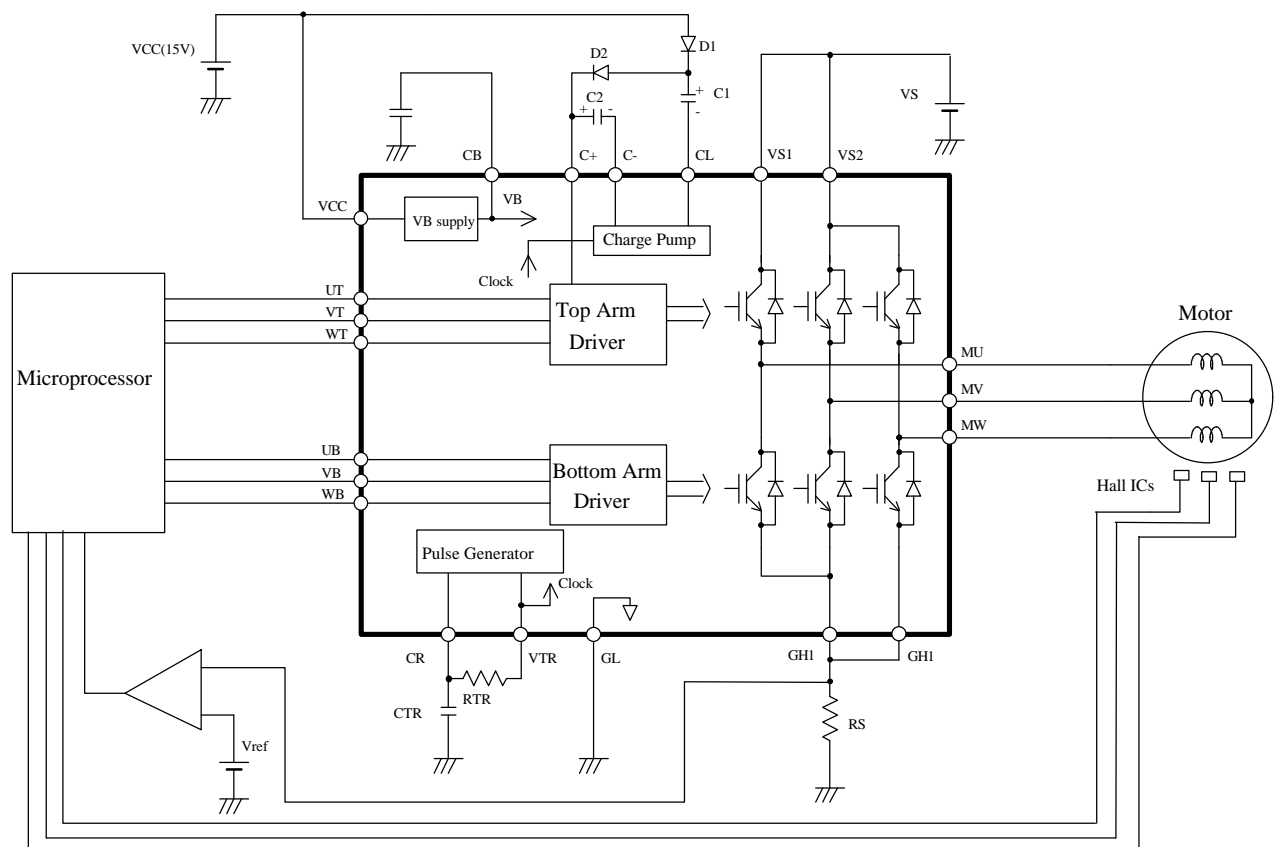 VCC(15V)
D1
D2
C2
+ -
+
-
C1
VS
CB
C+
C-
CL
VS1
VS2
VCC
VB supply
VB
Charge Pump
Clock
UT
VT
WT
Top Arm
Driver
Motor
Microprocessor
MU
MV
MW
UB
VB
WB
Bottom Arm
Driver
Hall ICs
Pulse Generator
Clock
CR
VTR
GL
GH1
GH1
RTR
CTR
RS
Vref